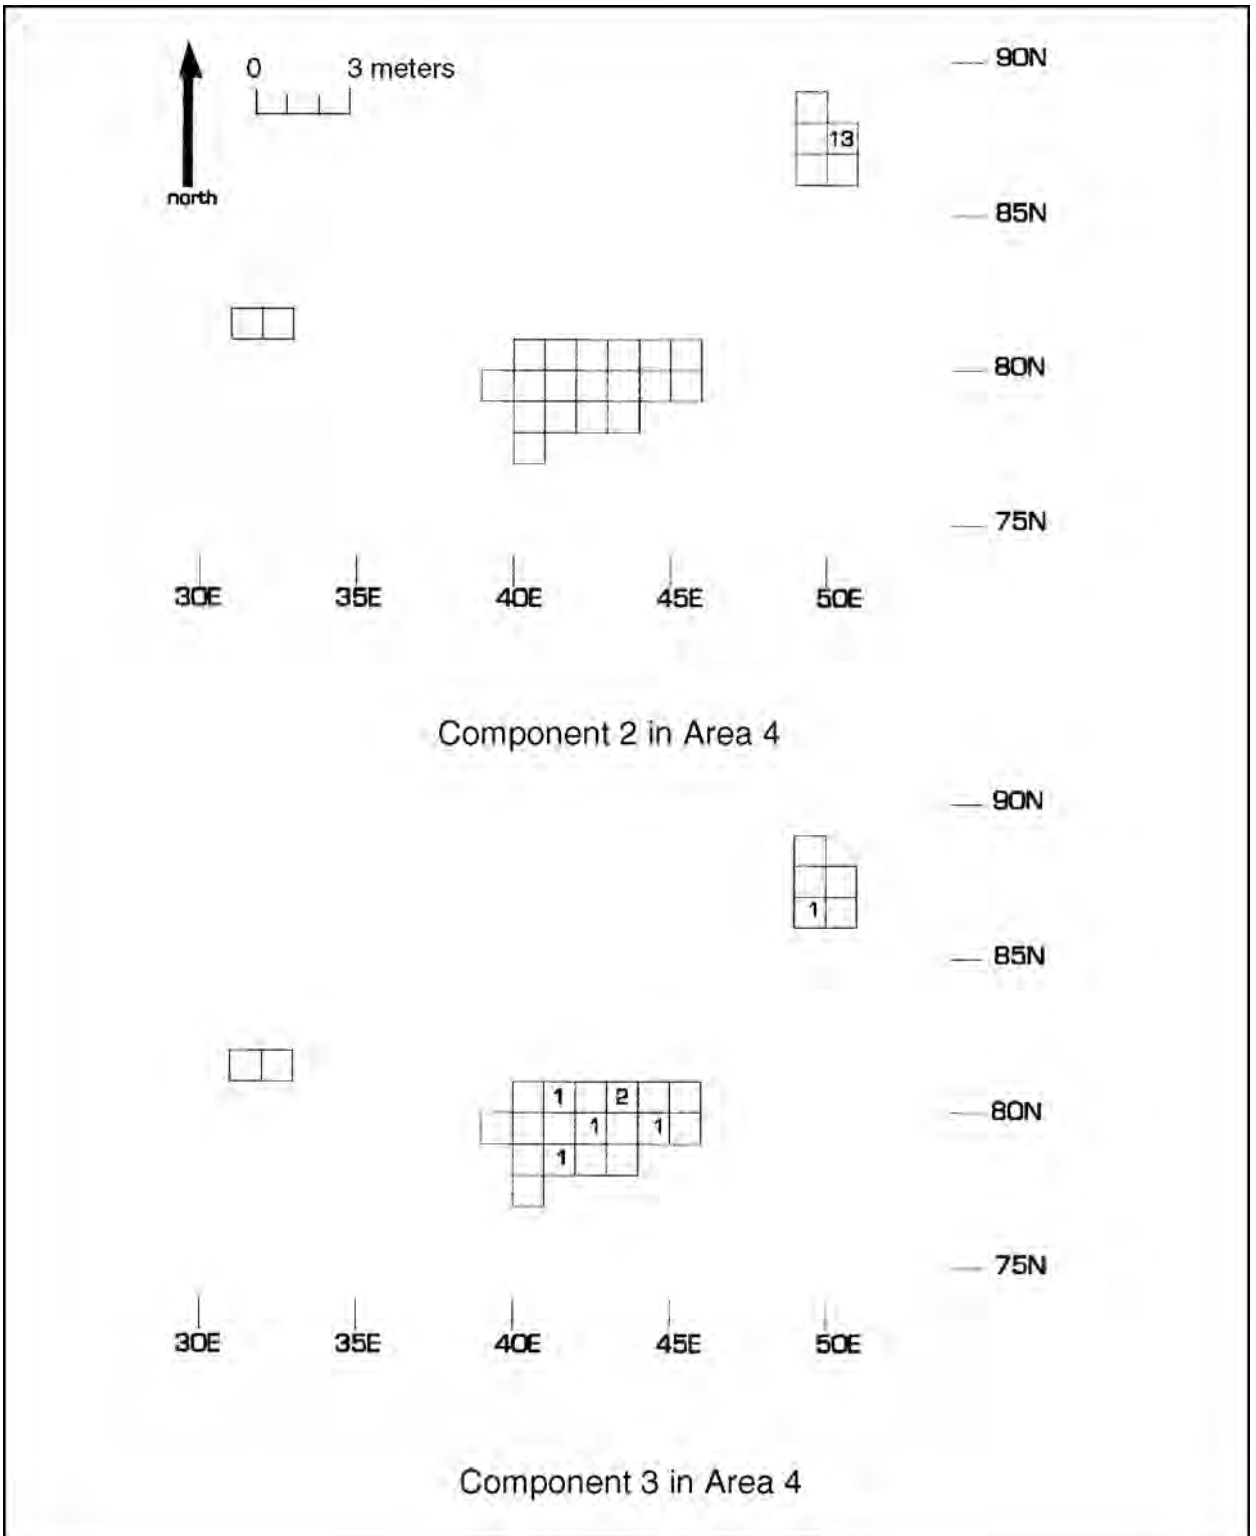 0 3 meters
north
90N
13
85N
80N
75N
30E 35E 40E 45E 50E
Component 2 in Area 4
90N
1
85N
1 2
80N
1 1
1
75N
30E 35E 40E 45E 50E
Component 3 in Area 4